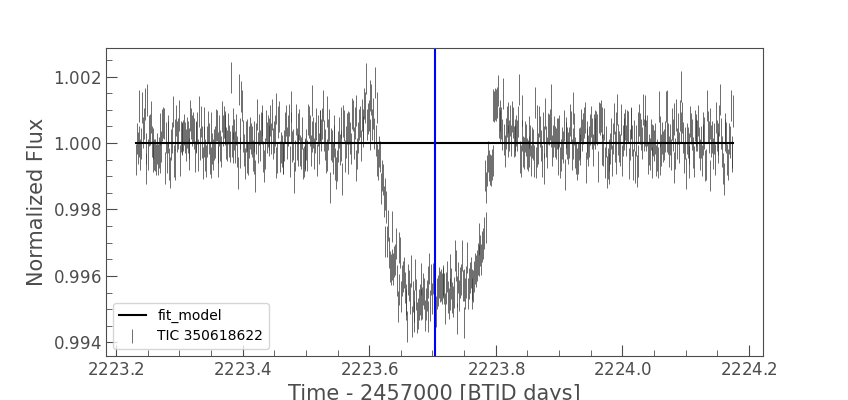 1.002
1.000
0.998
0.996
0.994
Normalized Flux
fit_model
TIC 350618622
2223.2 2223.4 2223.6 2223.8 2224.0 2224.2
Time - 2457000 [BTJD days]